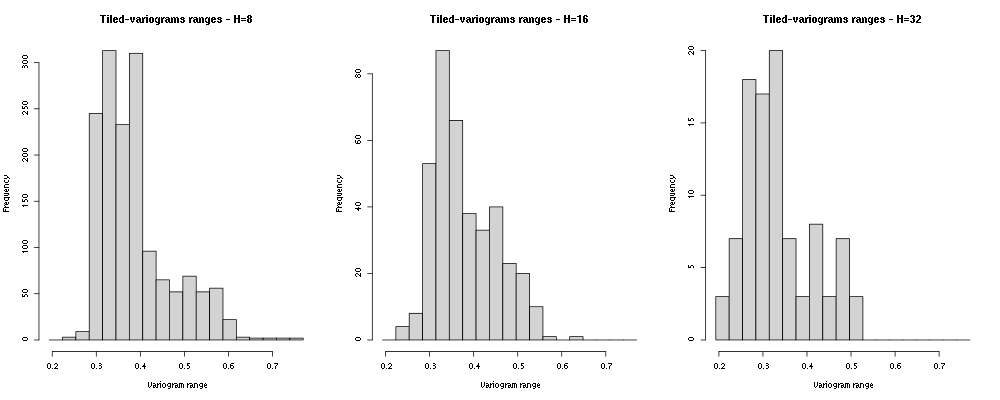 Tiled-variograms ranges - H=8
Tiled-variograms ranges - H=16
Tiled-variograms ranges - H=32
Frequency
0
50
100
150
200
250
300
0.2 0.3 0.4 0.5 0.6 0.7
Variogram range
Frequency
0
20
40
60
80
0.2 0.3 0.4 0.5 0.6 0.7
Variogram range
Frequency
0
5
10
15
20
0.2 0.3 0.4 0.5 0.6 0.7
Variogram range